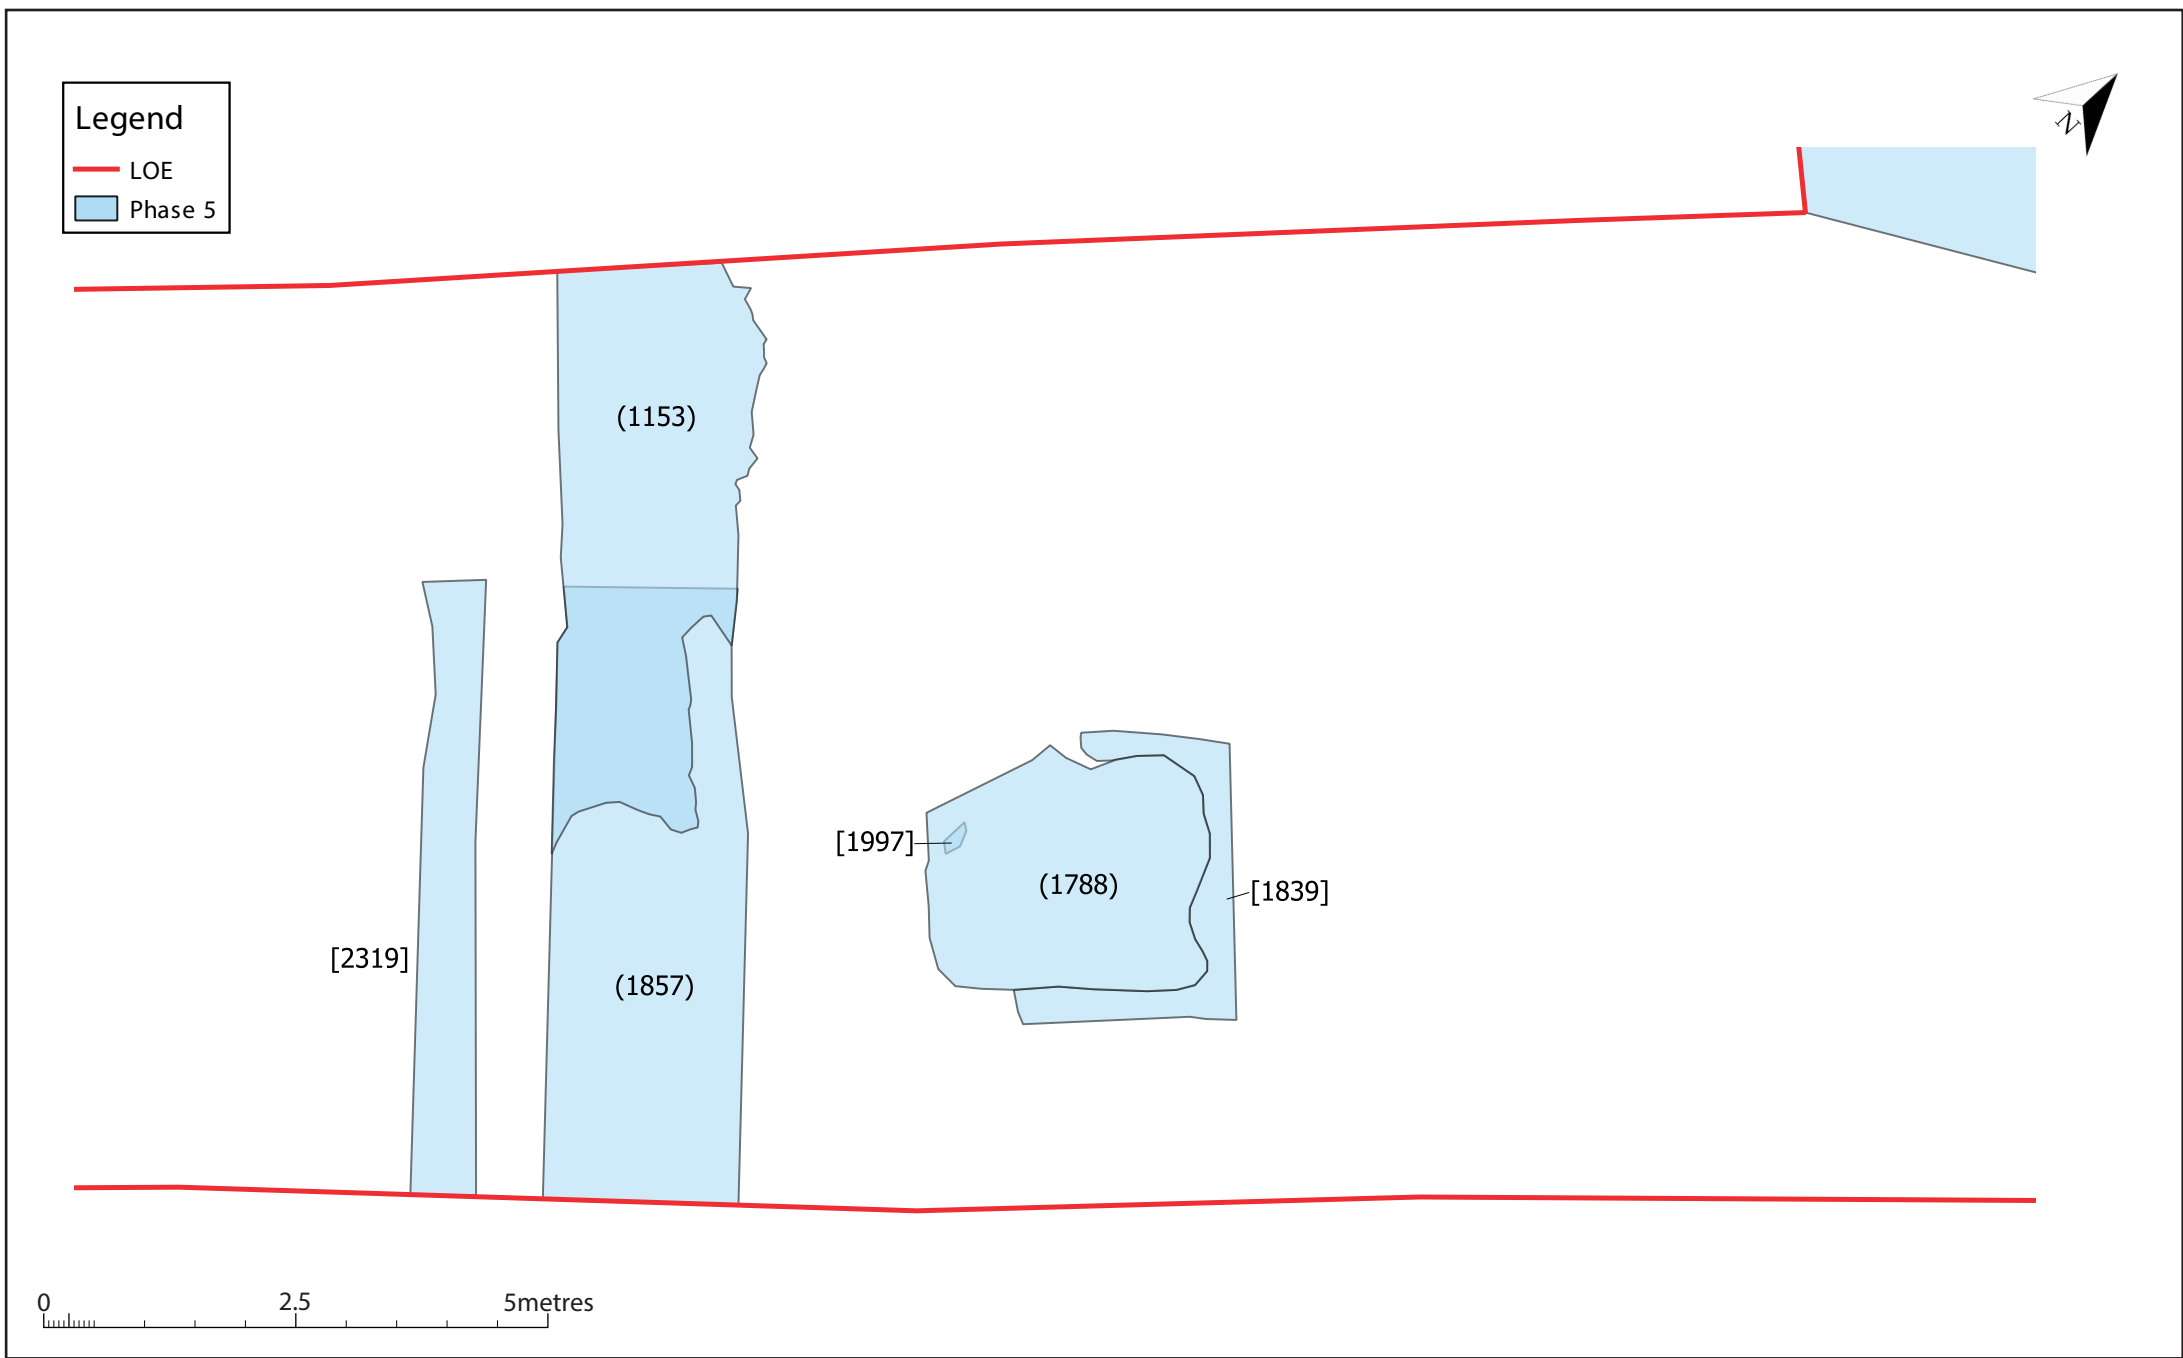 Legend
LOE
Phase 5
N
(1153)
[1997]
(1788)
[1839]
[2319]
(1857)
0 2.5 5metres